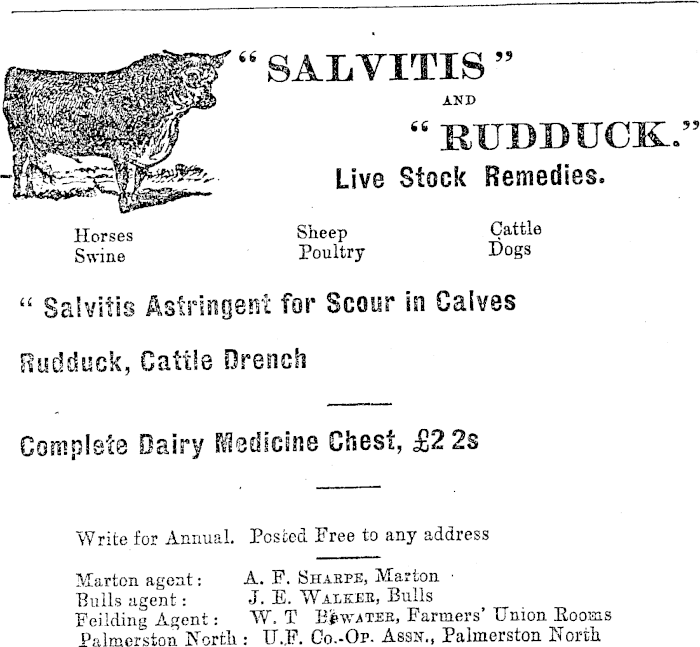 “ SALVITIS ”
AND
“ RUDDUCK.”
Live Stock Remedies.
Horses Sheep Cattle
Swine Poultry Dogs
“ Salvitis Astringent for Scour in Calves
Rudduck, Cattle Drench
Complete Dairy Medicine Chest, £2 2s
Write for Annual. Posted Free to any address
Marton agent: A. F. SHARPE, Marton
Bulls agent: J. E. WALKER, Bulls
Feilding Agent: W. T Farmers' Union Rooms
Palmerston North: U.F. CO.-OP. ASSN., Palmerston North